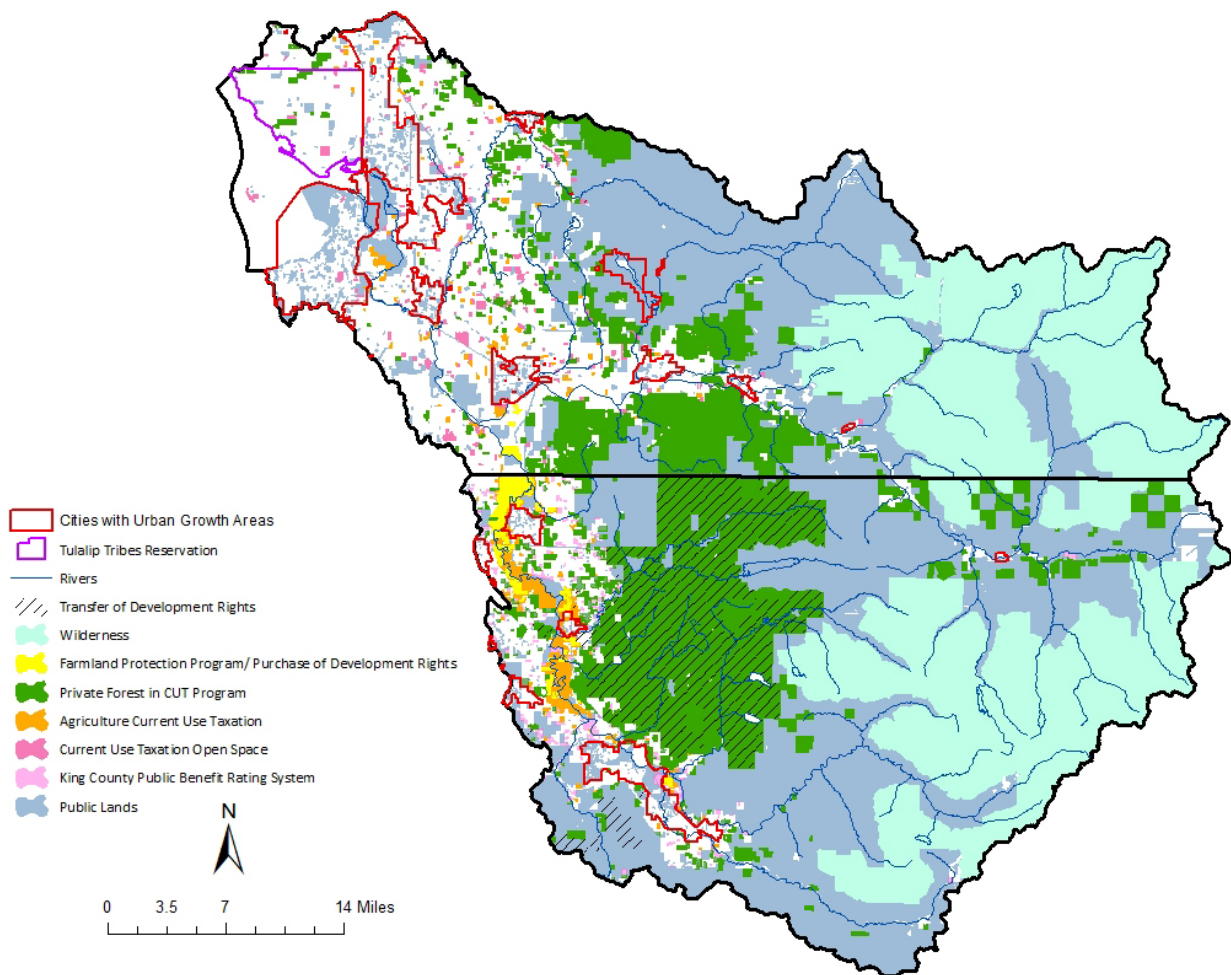 Cities with Urban Growth Areas
Tulalip Tribes Reservation
Rivers
Transfer of Development Rights
Wilderness
Farmland Protection Program/ Purchase of Development Rights
Private Forest in CUT Program
Agriculture Current Use Taxation
Current Use Taxation Open Space
King County Public Benefit Rating System
Public Lands
N
0 3.5 7 14 Miles